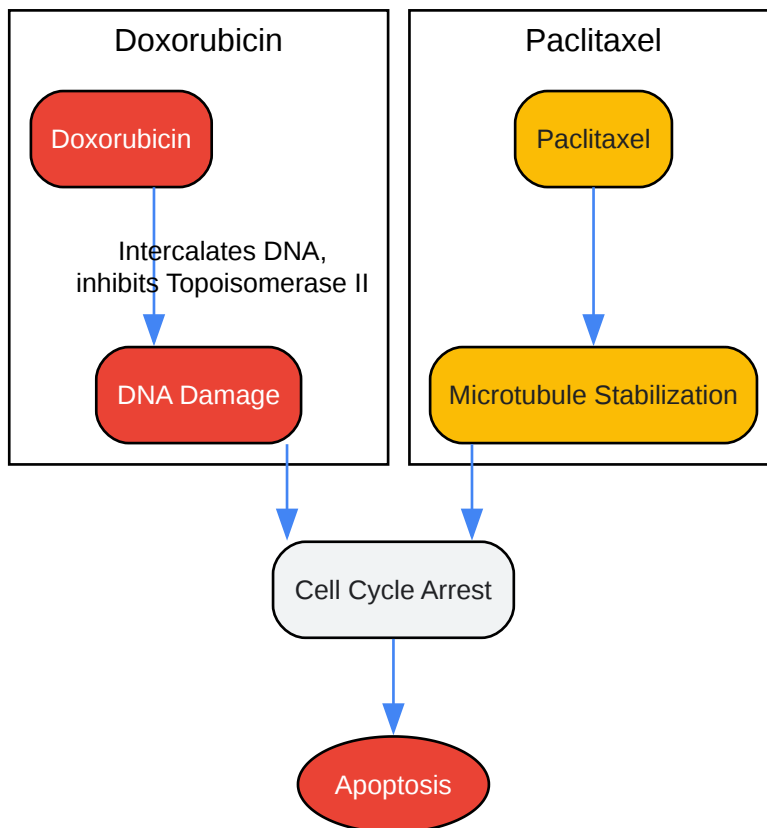 Doxorubicin
Doxorubicin
Intercalates DNA,
inhibits Topoisomerase II
DNA Damage
Paclitaxel
Paclitaxel
Microtubule Stabilization
Cell Cycle Arrest
Apoptosis